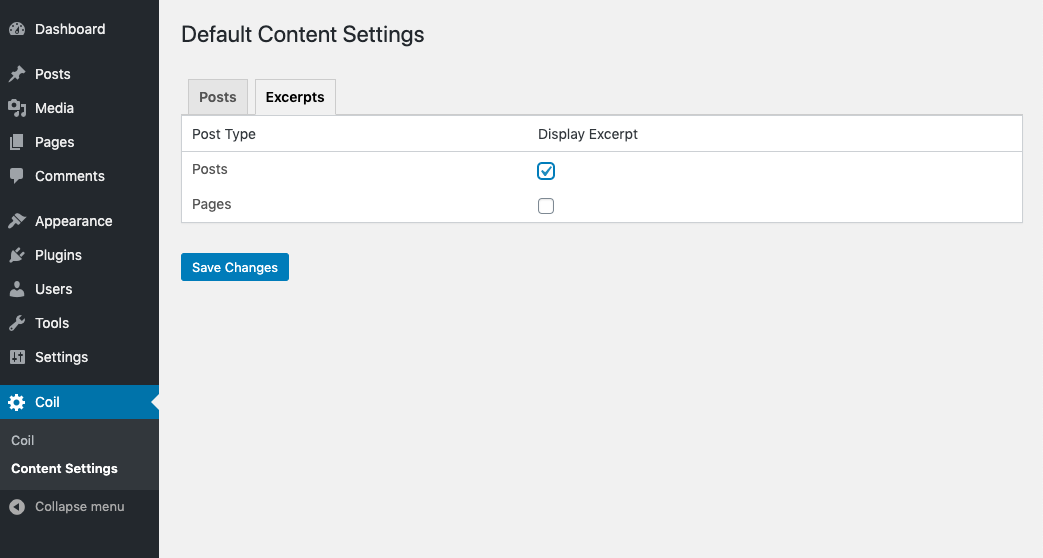 Dashboard
Posts
Media
Pages
Comments
Appearance
Plugins
Users
Tools
Settings
Coil
Coil
Content Settings
Collapse menu
Default Content Settings
Posts Excerpts
Post Type Display Excerpt
Posts
Pages
Save Changes